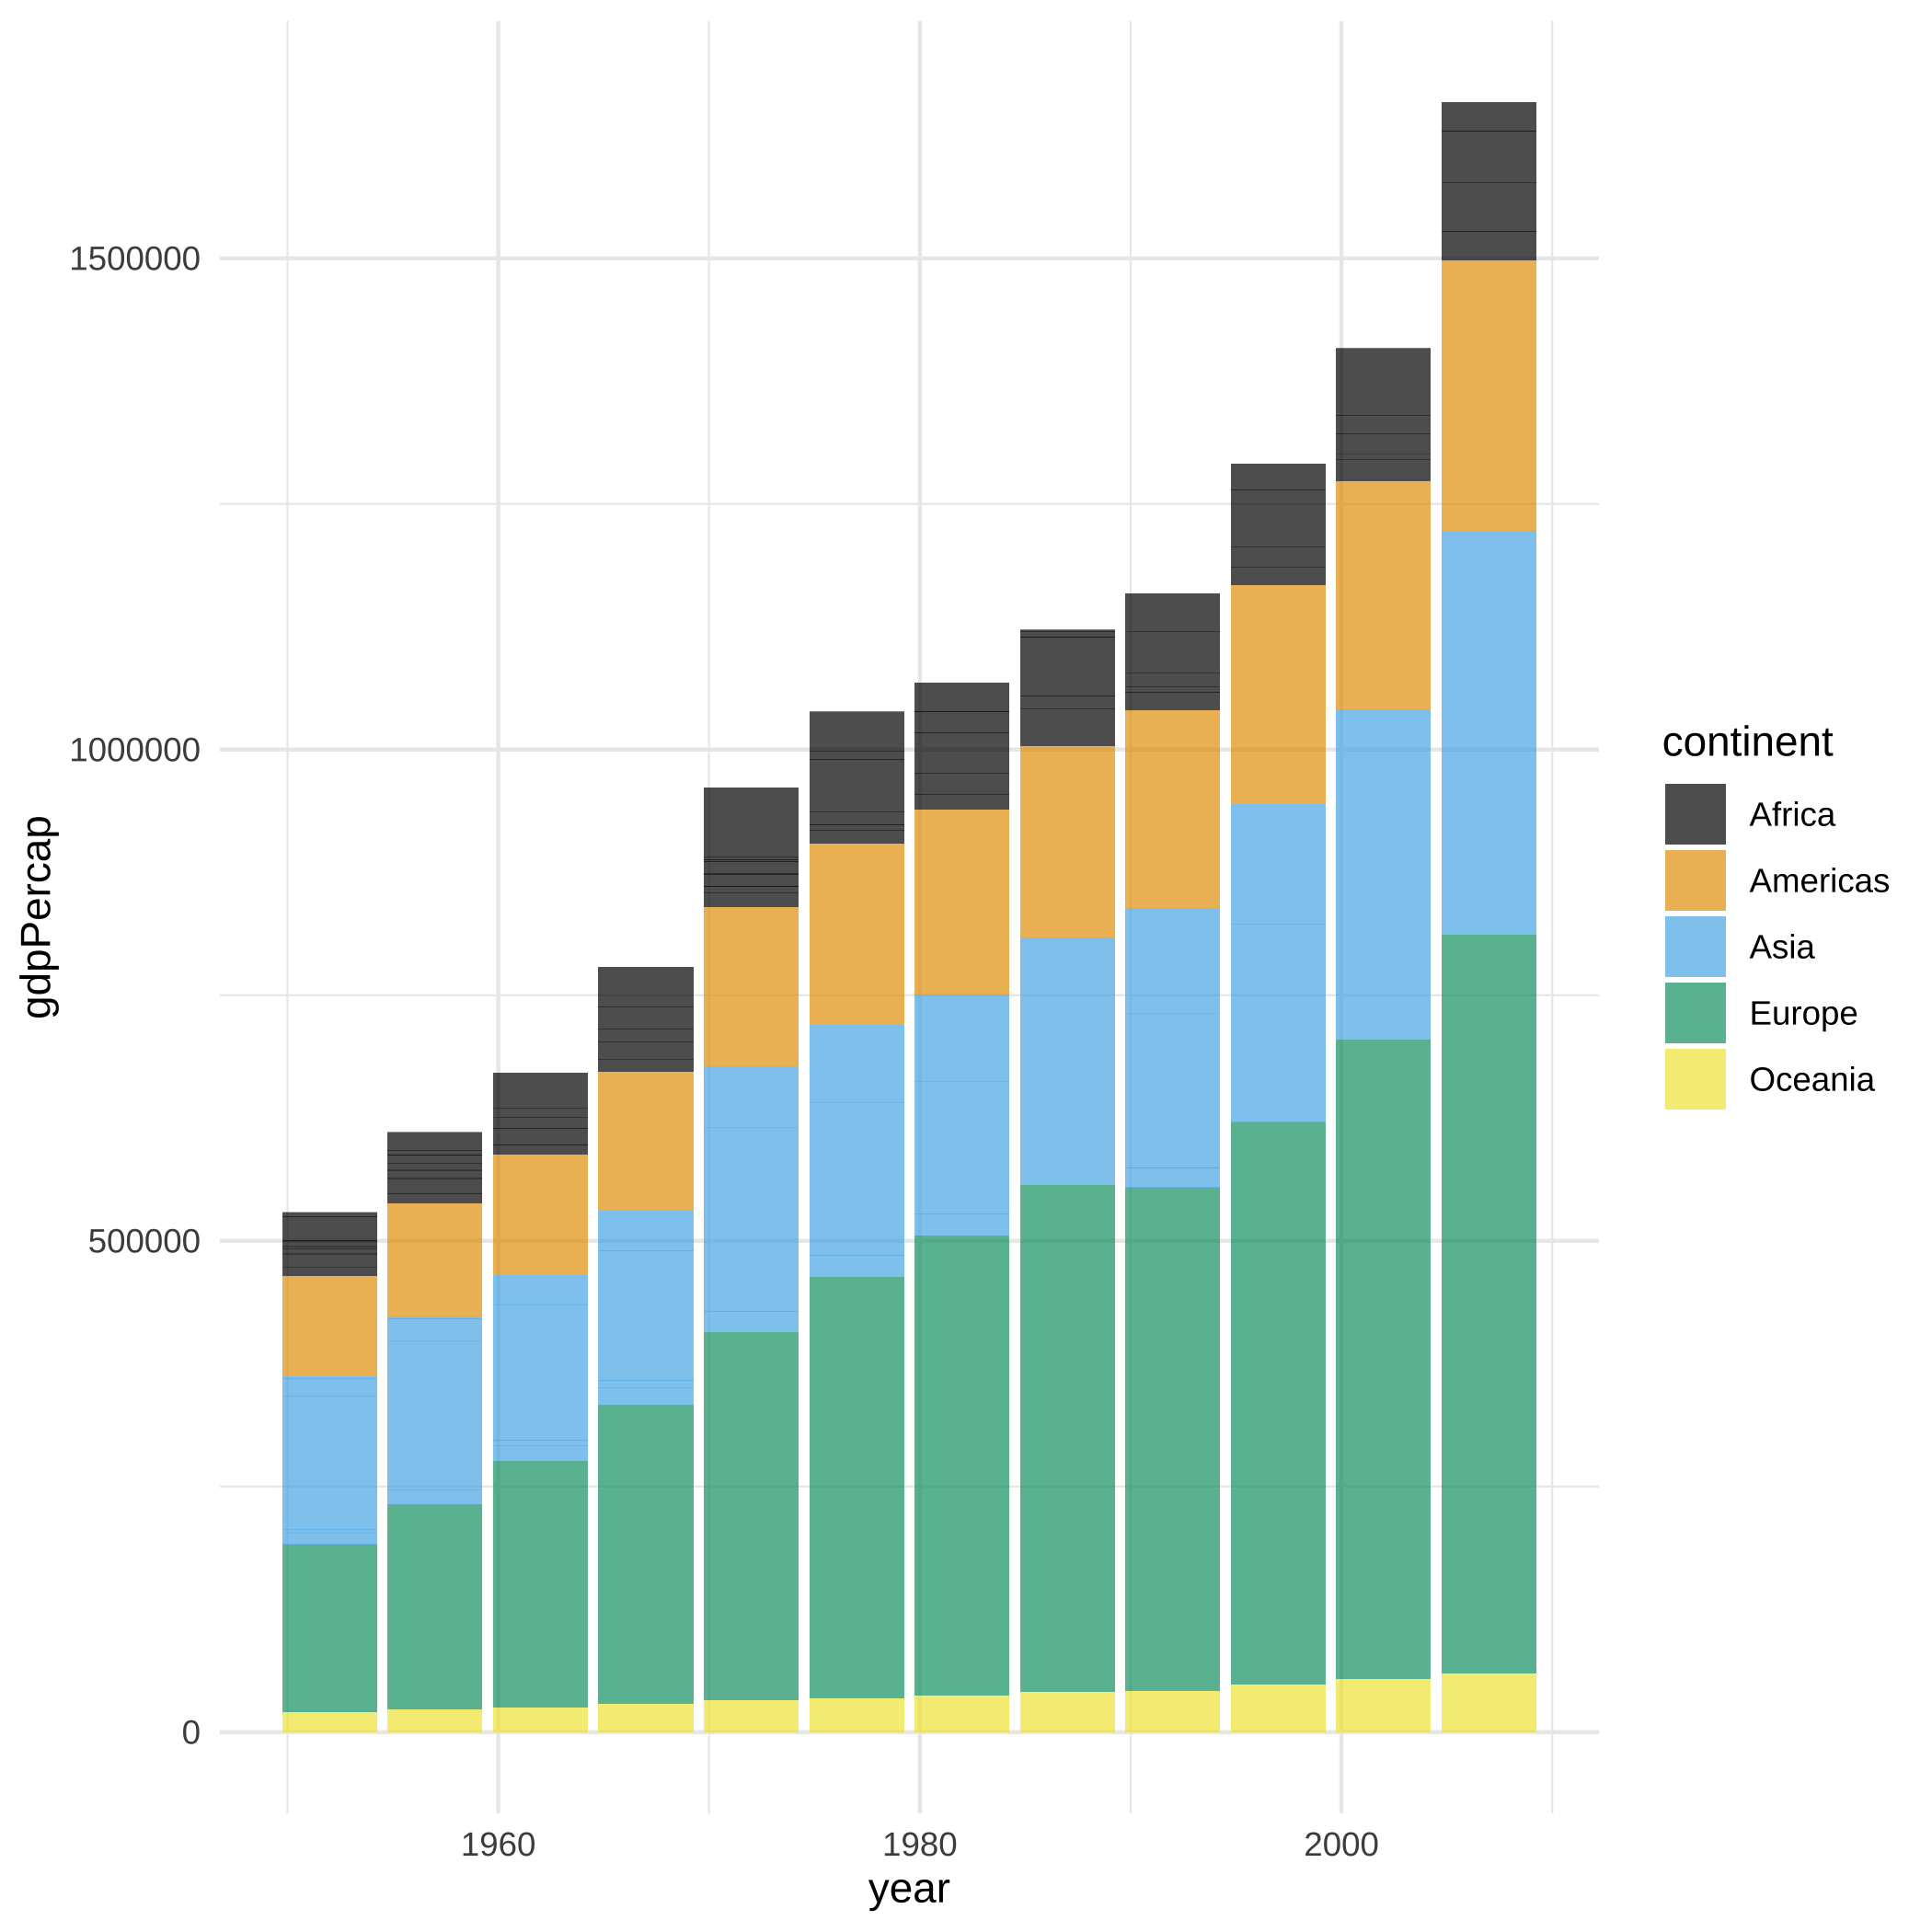 1500000
1000000
500000
0
gdpPercap
1960
1980
2000
year
continent
Africa
Americas
Asia
Europe
Oceania